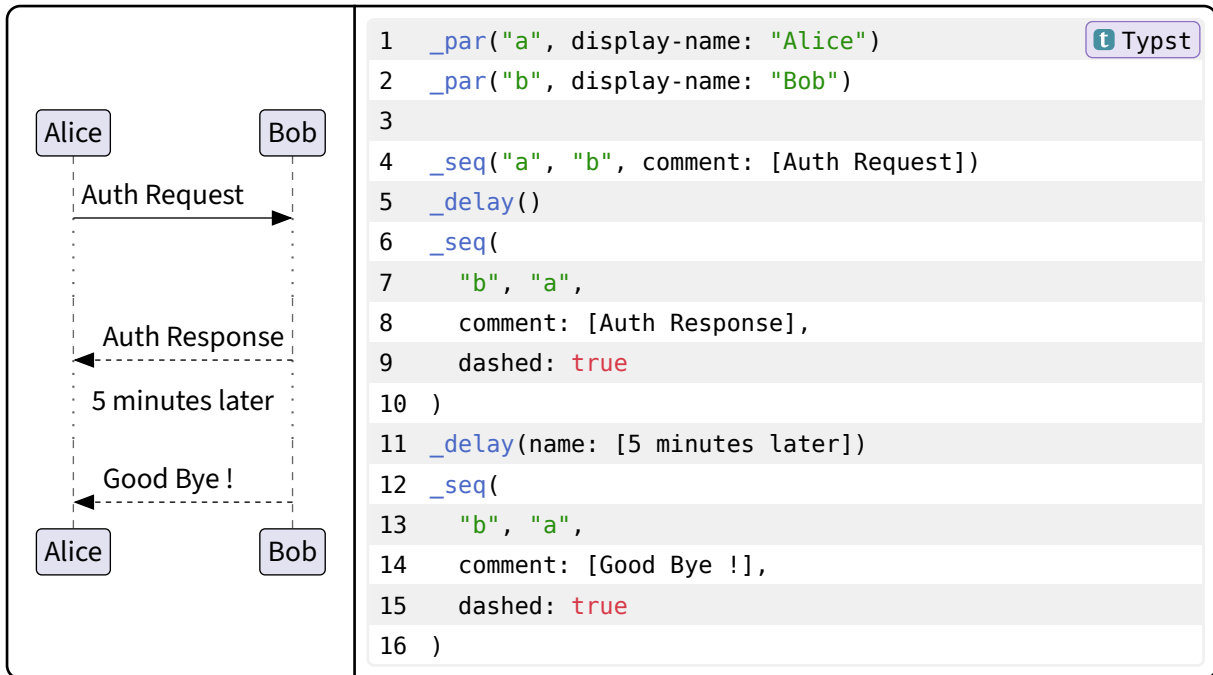 Alice Bob
Auth Request
Auth Response
5 minutes later
Good Bye !
Alice Bob
Typst
1 _par("a", display-name: "Alice")
2 _par("b", display-name: "Bob")
3
4 _seq("a", "b", comment: [Auth Request])
5 _delay()
6 _seq(
7   "b", "a",
8   comment: [Auth Response],
9   dashed: true
10 )
11 _delay(name: [5 minutes later])
12 _seq(
13   "b", "a",
14   comment: [Good Bye !],
15   dashed: true
16 )